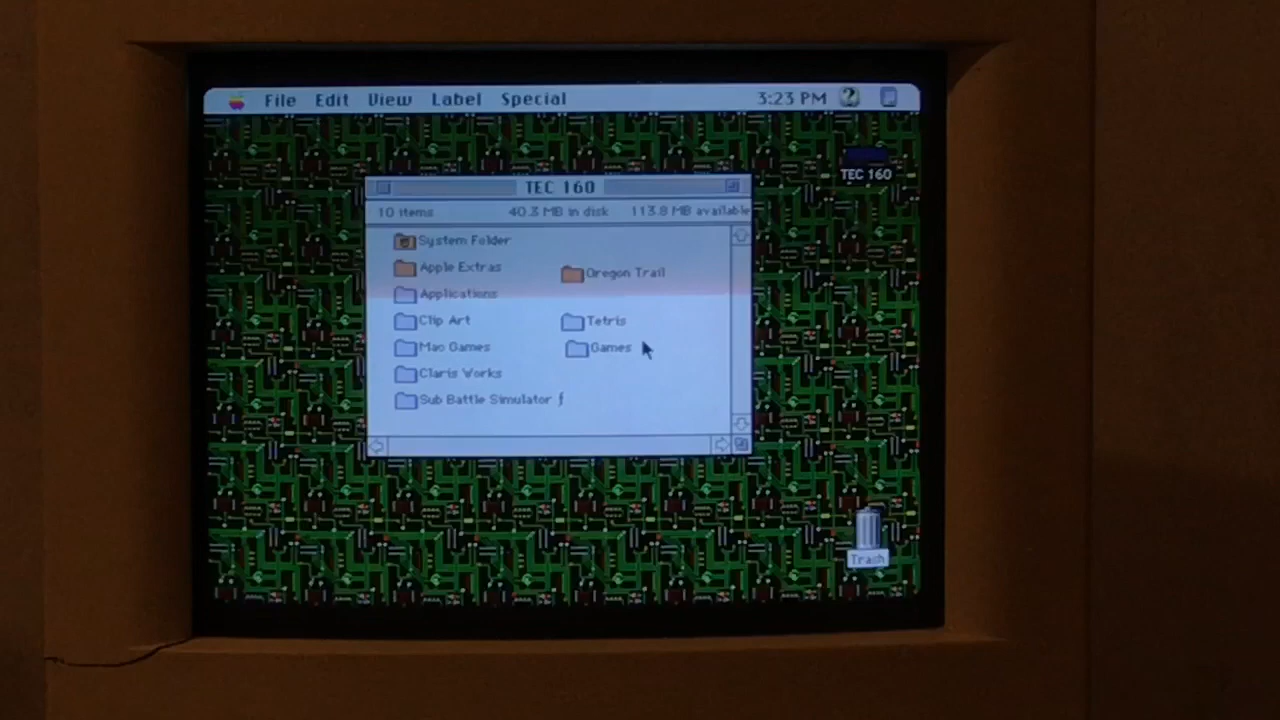 File Edit View Label Special 3:23 PM
TEC 160
TEC 160
10 items 40.3 MB in disk 113.8 MB available
System Folder
Apple Extras
Oregon Trail
Applications
Clip Art
Tetris
Mac Games
Games
Claris Works
Sub Battle Simulator ƒ
Trash